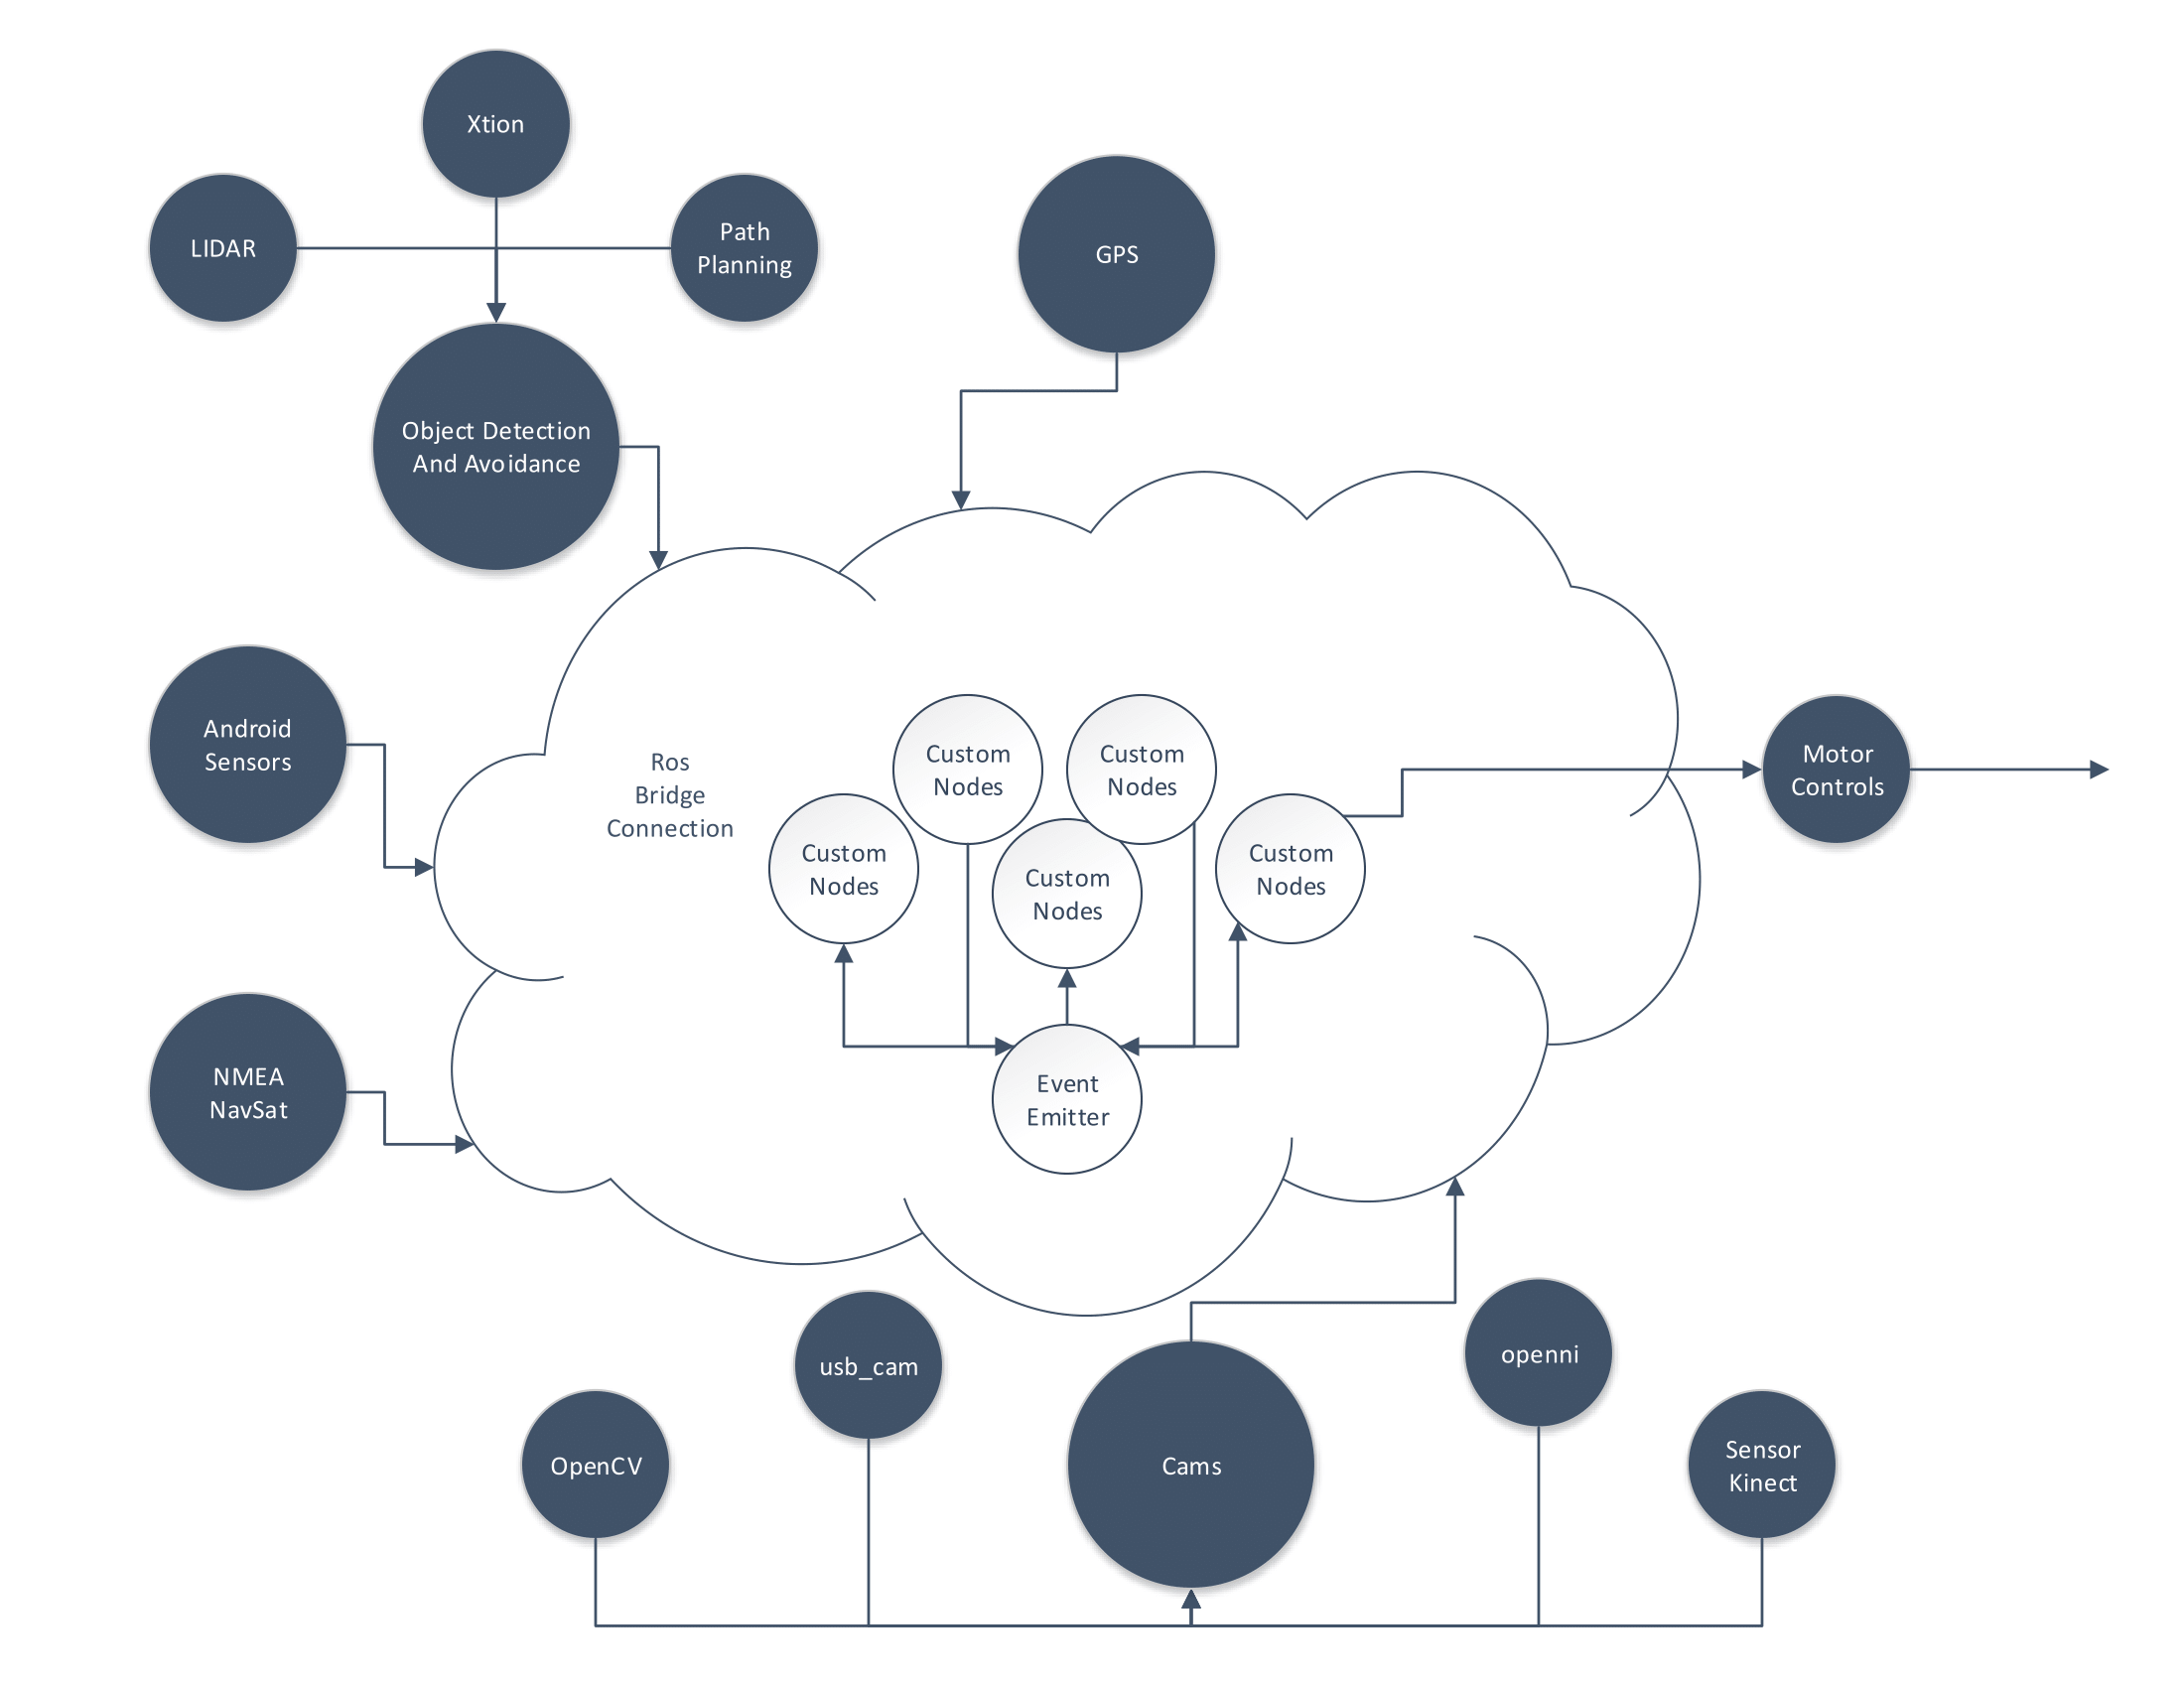 Xtion
LIDAR
Path
Planning
GPS
Object Detection
And Avoidance
Android
Sensors
Ros
Bridge
Connection
Custom
Nodes
Custom
Nodes
Custom
Nodes
Custom
Nodes
Custom
Nodes
Motor
Controls
NMEA
NavSat
Event
Emitter
usb_cam
openni
OpenCV
Cams
Sensor
Kinect